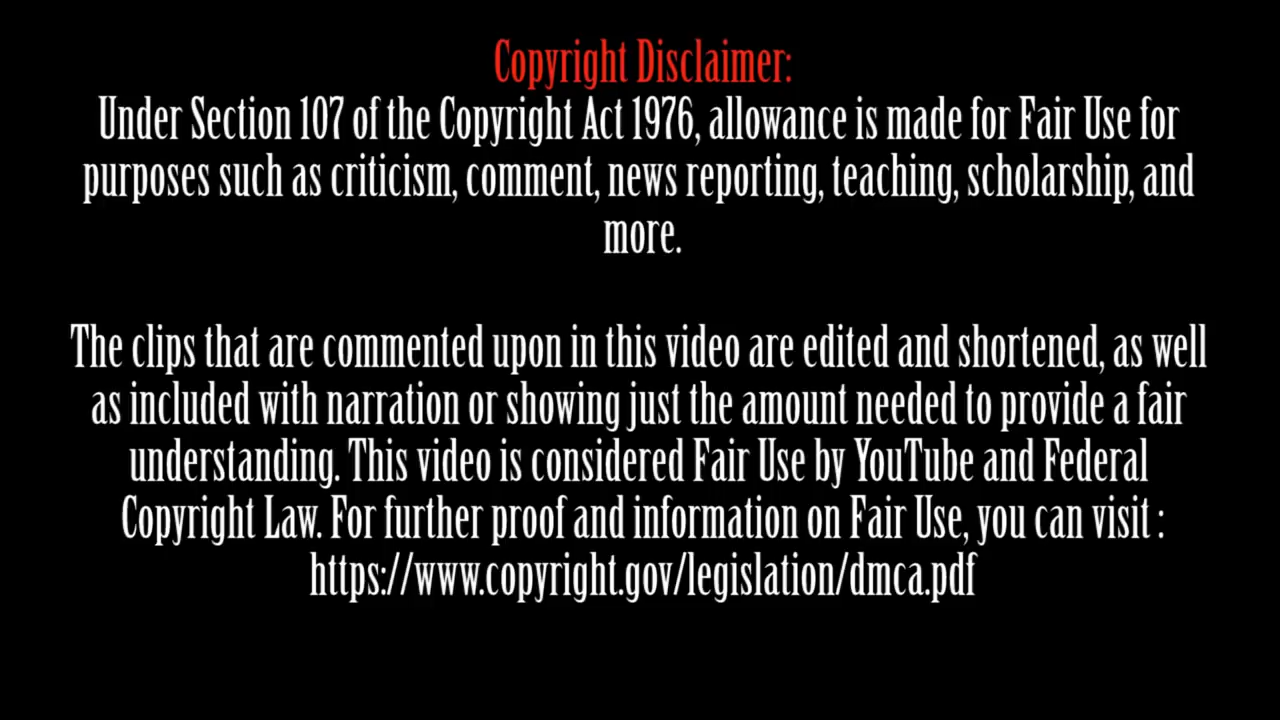 Copyright Disclaimer:
Under Section 107 of the Copyright Act 1976, allowance is made for Fair Use for
purposes such as criticism, comment, news reporting, teaching, scholarship, and
more.
The clips that are commented upon in this video are edited and shortened, as well
as included with narration or showing just the amount needed to provide a fair
understanding. This video is considered Fair Use by YouTube and Federal
Copyright Law. For further proof and information on Fair Use, you can visit :
https://www.copyright.gov/legislation/dmca.pdf